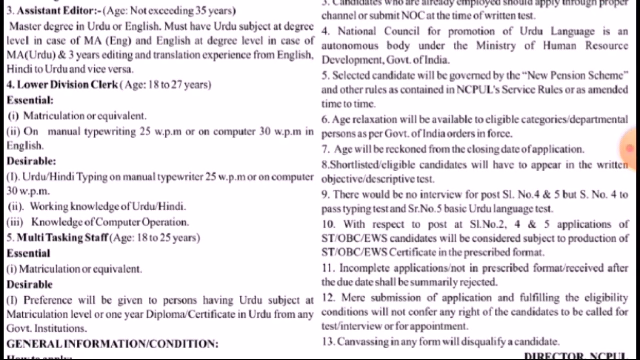 3. Assistant Editor:-(Age: Not exceeding 35 years)
Master degree in Urdu or English. Must have Urdu subject at degree
level in case of MA (Eng) and English at degree level in case of
MA(Urdu) & 3 years editing and translation experience from English,
Hindi to Urdu and vice versa.
4. Lower Division Clerk (Age: 18 to 27 years)
Essential:
(i) Matriculation or equivalent.
(ii) On manual typewriting 25 w.p.m or on computer 30 w.p.m in
English.
Desirable:
(I). Urdu/Hindi Typing on manual typewriter 25 w.p.m or on computer
30 w.p.m.
(ii). Working knowledge of Urdu/Hindi.
(iii) Knowledge of Computer Operation.
5. Multi Tasking Staff (Age: 18 to 25 years)
Essential
(i) Matriculation or equivalent.
Desirable
(I) Preference will be given to persons having Urdu subject at
Matriculation level or one year Diploma/Certificate in Urdu from any
Govt. Institutions.
GENERAL INFORMATION/CONDITION:
How to apply
3. Candidates who are already employed should apply through proper
channel or submit NOC at the time of written test.
4. National Council for promotion of Urdu Language is an
autonomous body under the Ministry of Human Resource
Development, Govt. of India.
5. Selected candidate will be governed by the "New Pension Scheme"
and other rules as contained in NCPUL's Service Rules or as amended
time to time.
6. Age relaxation will be available to eligible categories/departmental
persons as per Govt. of India orders in force.
7. Age will be reckoned from the closing date of application.
8.Shortlisted/eligible candidates will have to appear in the written
objective/descriptive test.
9. There would be no interview for post Sl. No.4 & 5 but S. No. 4 to
pass typing test and Sr.No.5 basic Urdu language test.
10. With respect to post at Sl.No.2, 4 & 5 applications of
ST/OBC/EWS candidates will be considered subject to production of
ST/OBC/EWS Certificate in the prescribed format.
11. Incomplete applications/not in prescribed format/received after
the due date shall be summarily rejected.
12. Mere submission of application and fulfilling the eligibility
conditions will not confer any right of the candidates to be called for
test/interview or for appointment.
13. Canvassing in any form will disqualify a candidate.
DIRECTOR, NCPUL